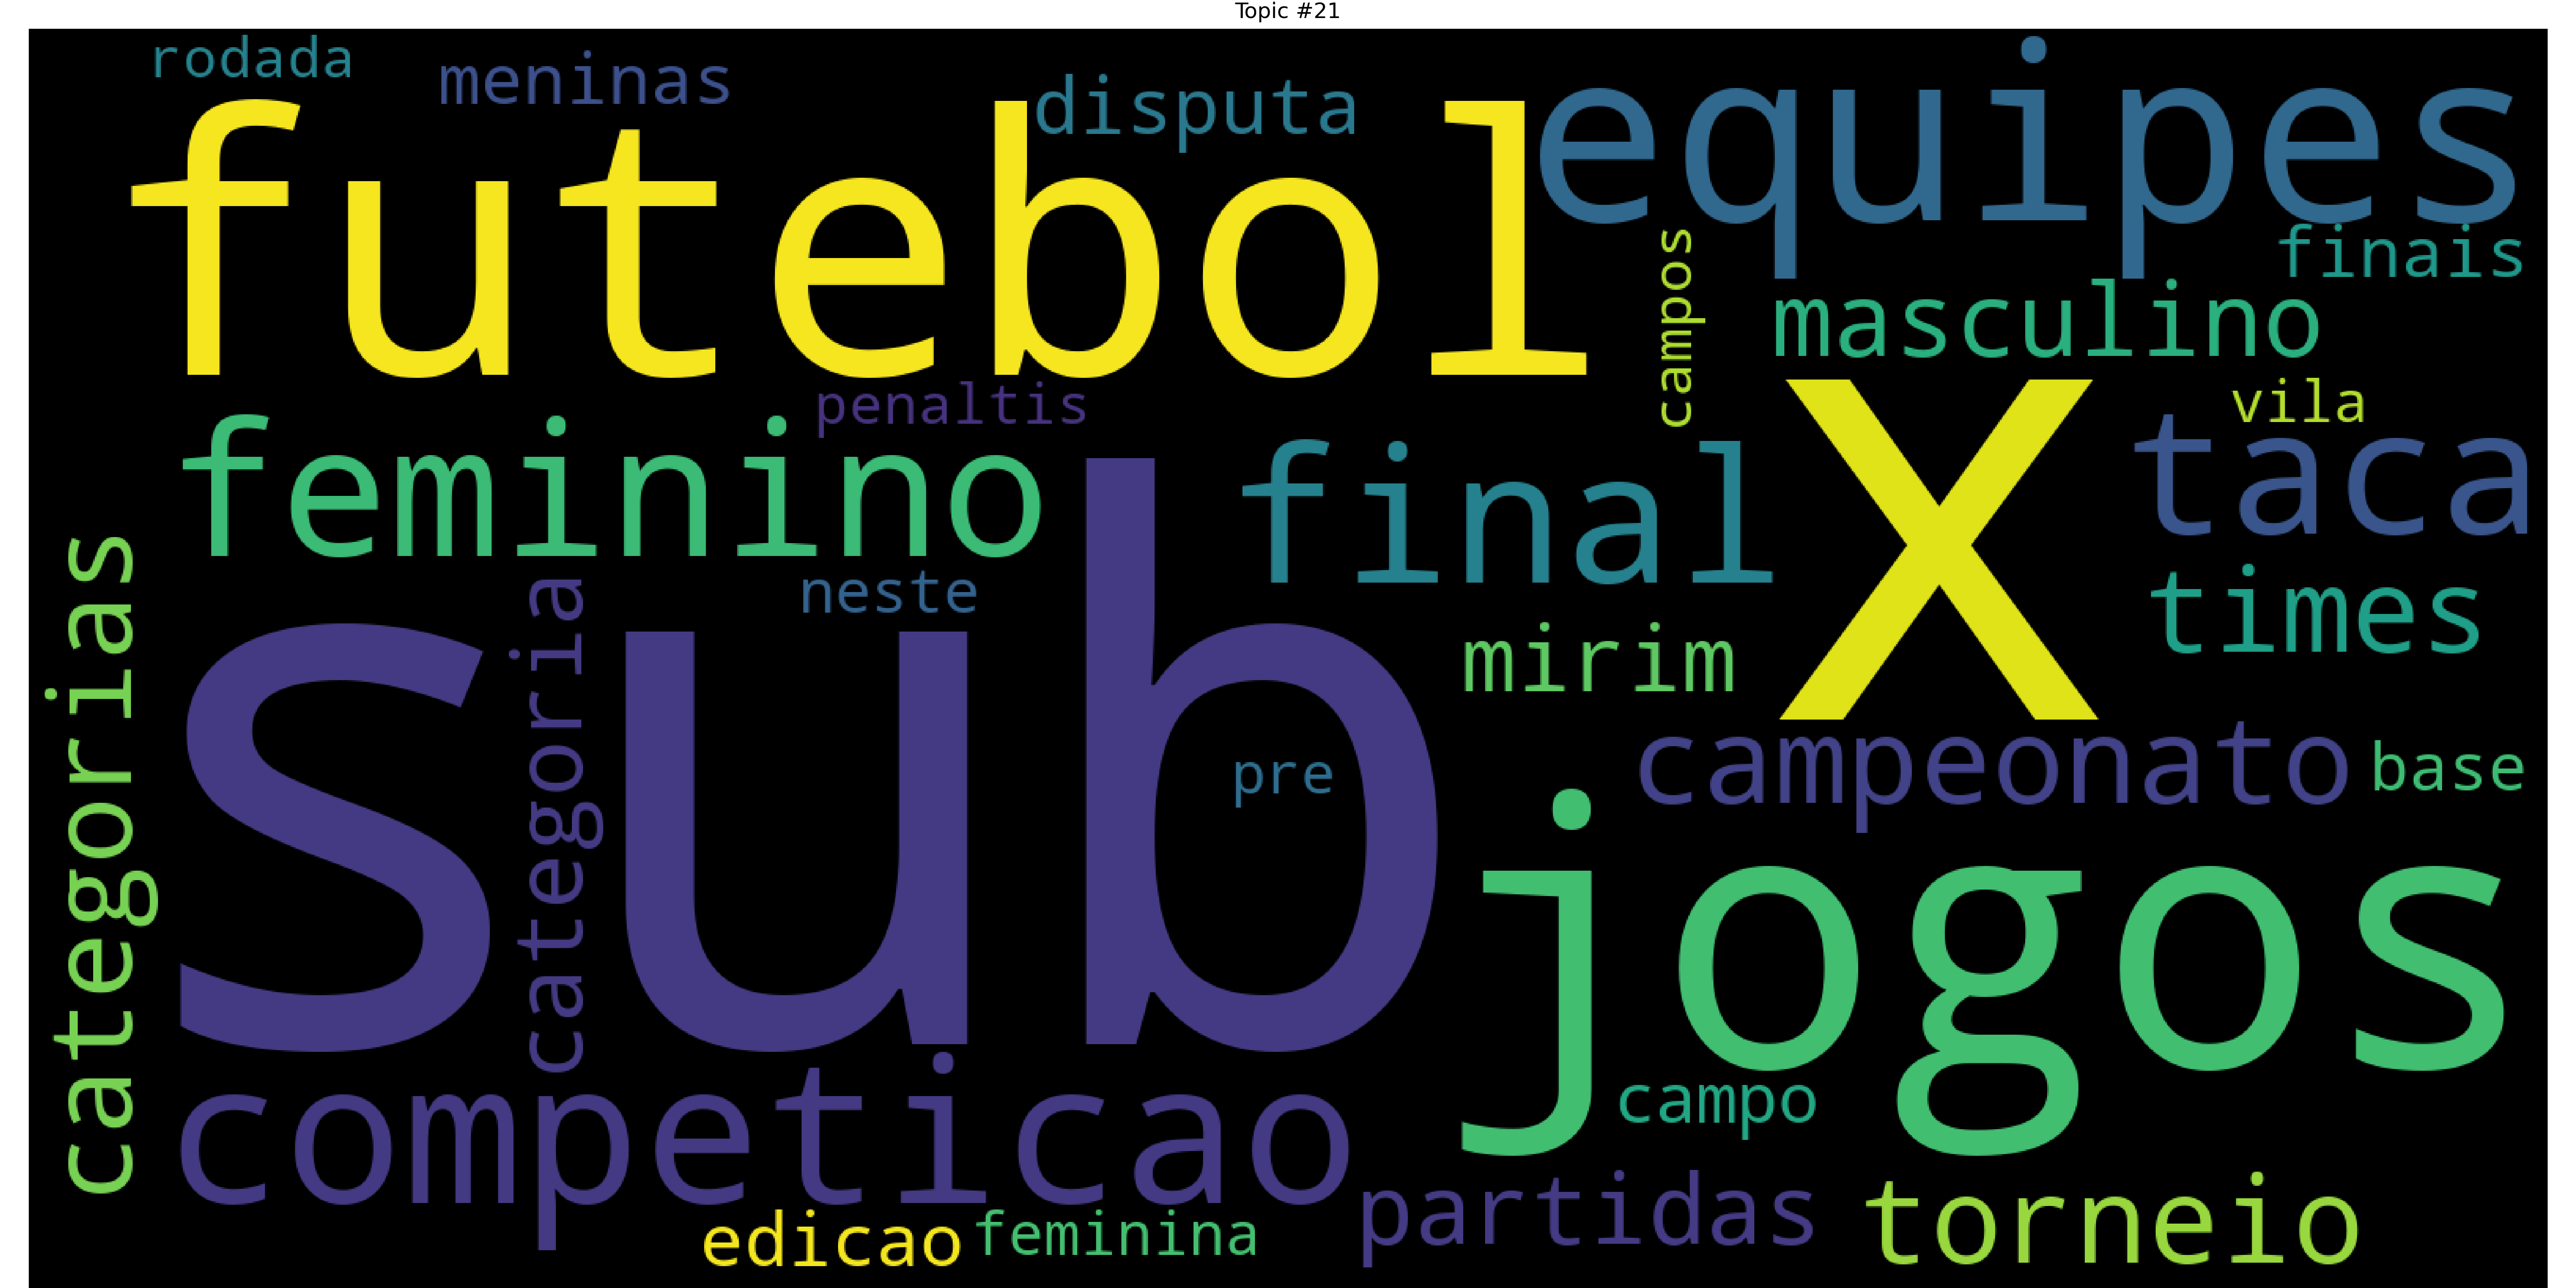 Topic #21
rodada
meninas
disputa
equipes
futebol
campos
finais
masculino
penaltis
vila
feminino
final
x
taca
categorias
categoria
neste
times
sub
mirim
pre
campeonato
base
jogos
competicao
campo
partidas
torneio
edicao
feminina